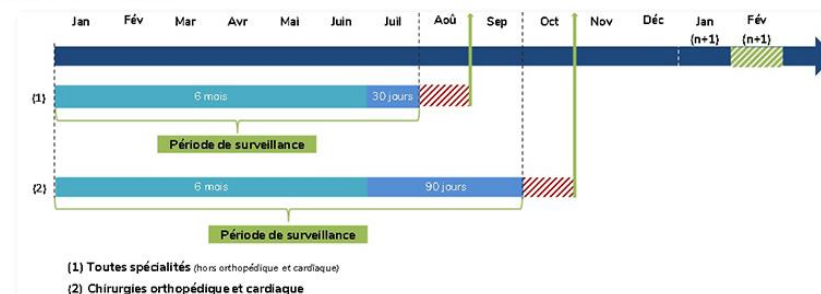 Jan Fév Mar Avr Mai Juin Juil Aoû Sep Oct Nov Déc Jan Fév
(n+1) (n+1)
(1) 6 mois 30 jours
Période de surveillance
(2) 6 mois 90 jours
Période de surveillance
(1) Toutes spécialités (hors orthopédique et cardiaque)
(2) Chirurgies orthopédique et cardiaque